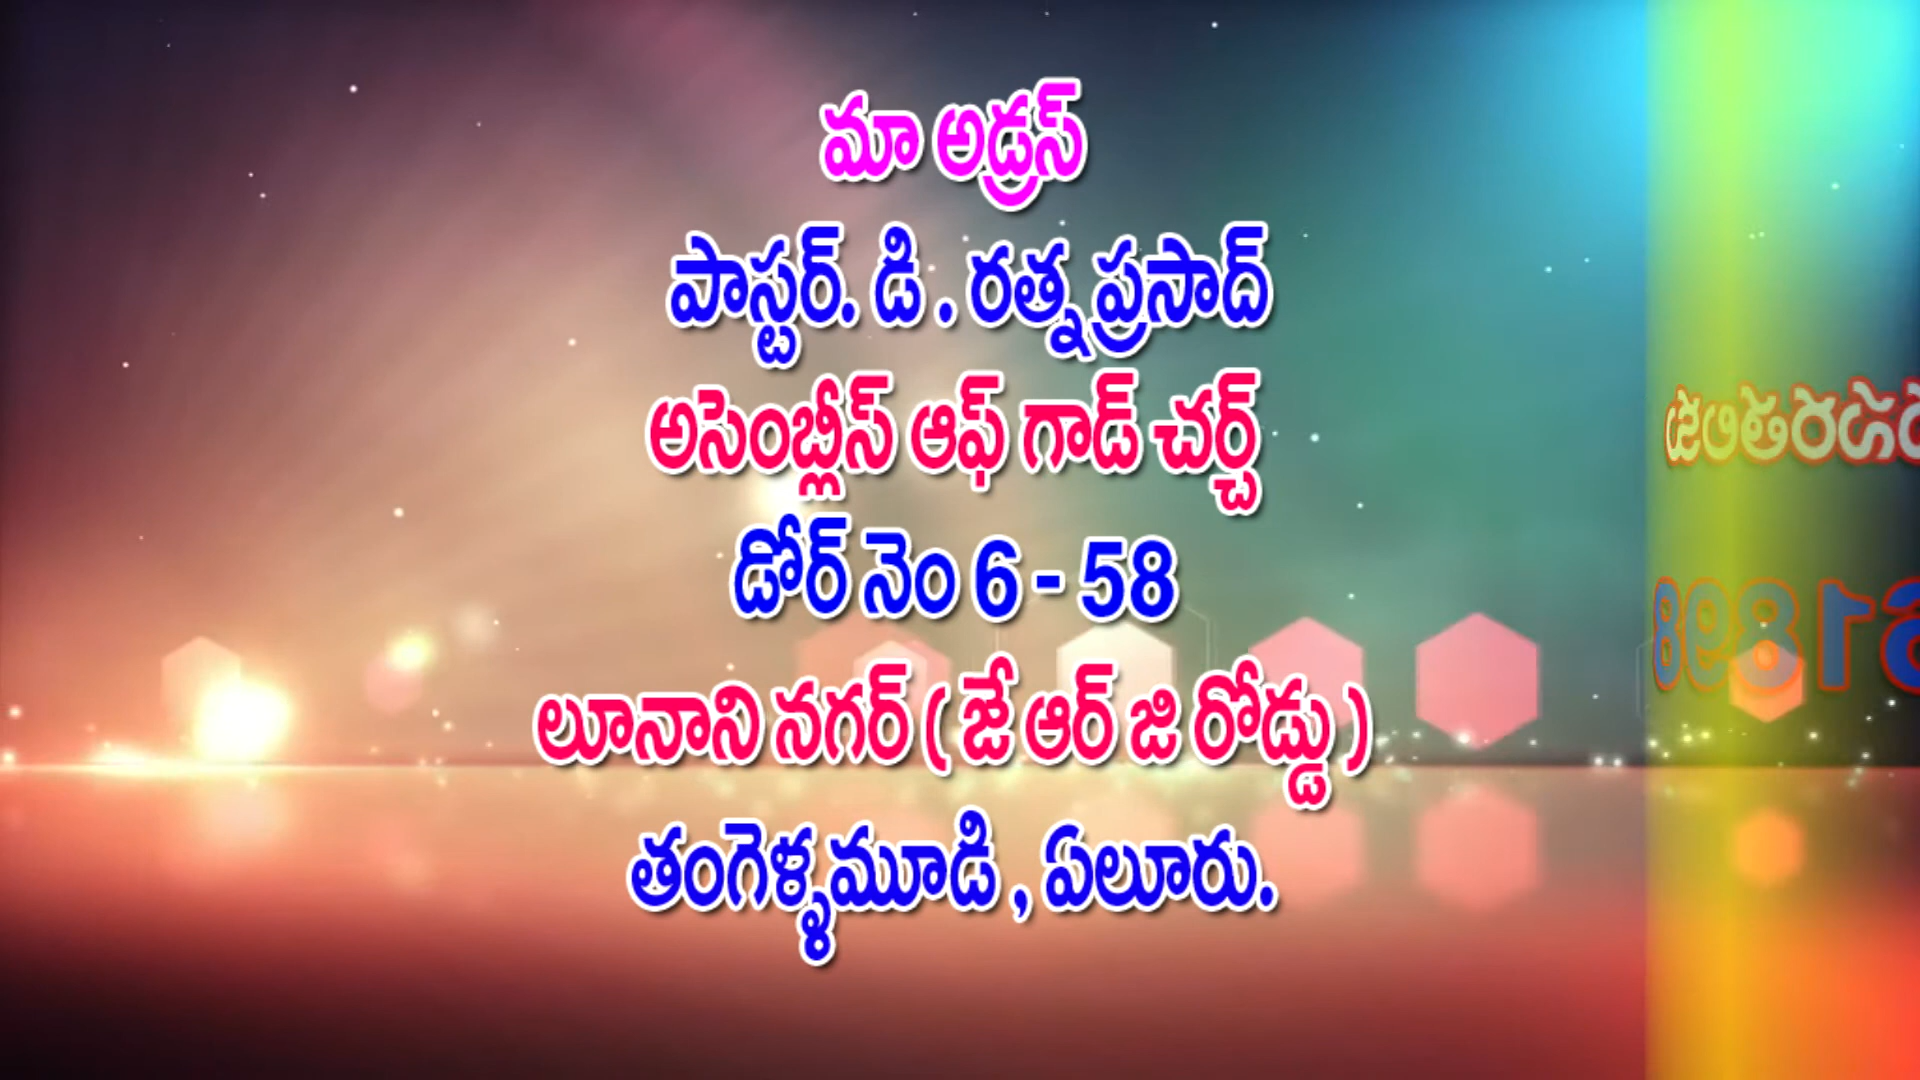 మా అడ్రస్
పాస్టర్. డి . రత్న ప్రసాద్
అసెంబ్లీస్ ఆఫ్ గాడ్ చర్చ్
డోర్ నెం 6 - 58
లూనాని నగర్ ( జే ఆర్ జి రోడ్డు )
తంగెళ్ళమూడి , ఏలూరు.